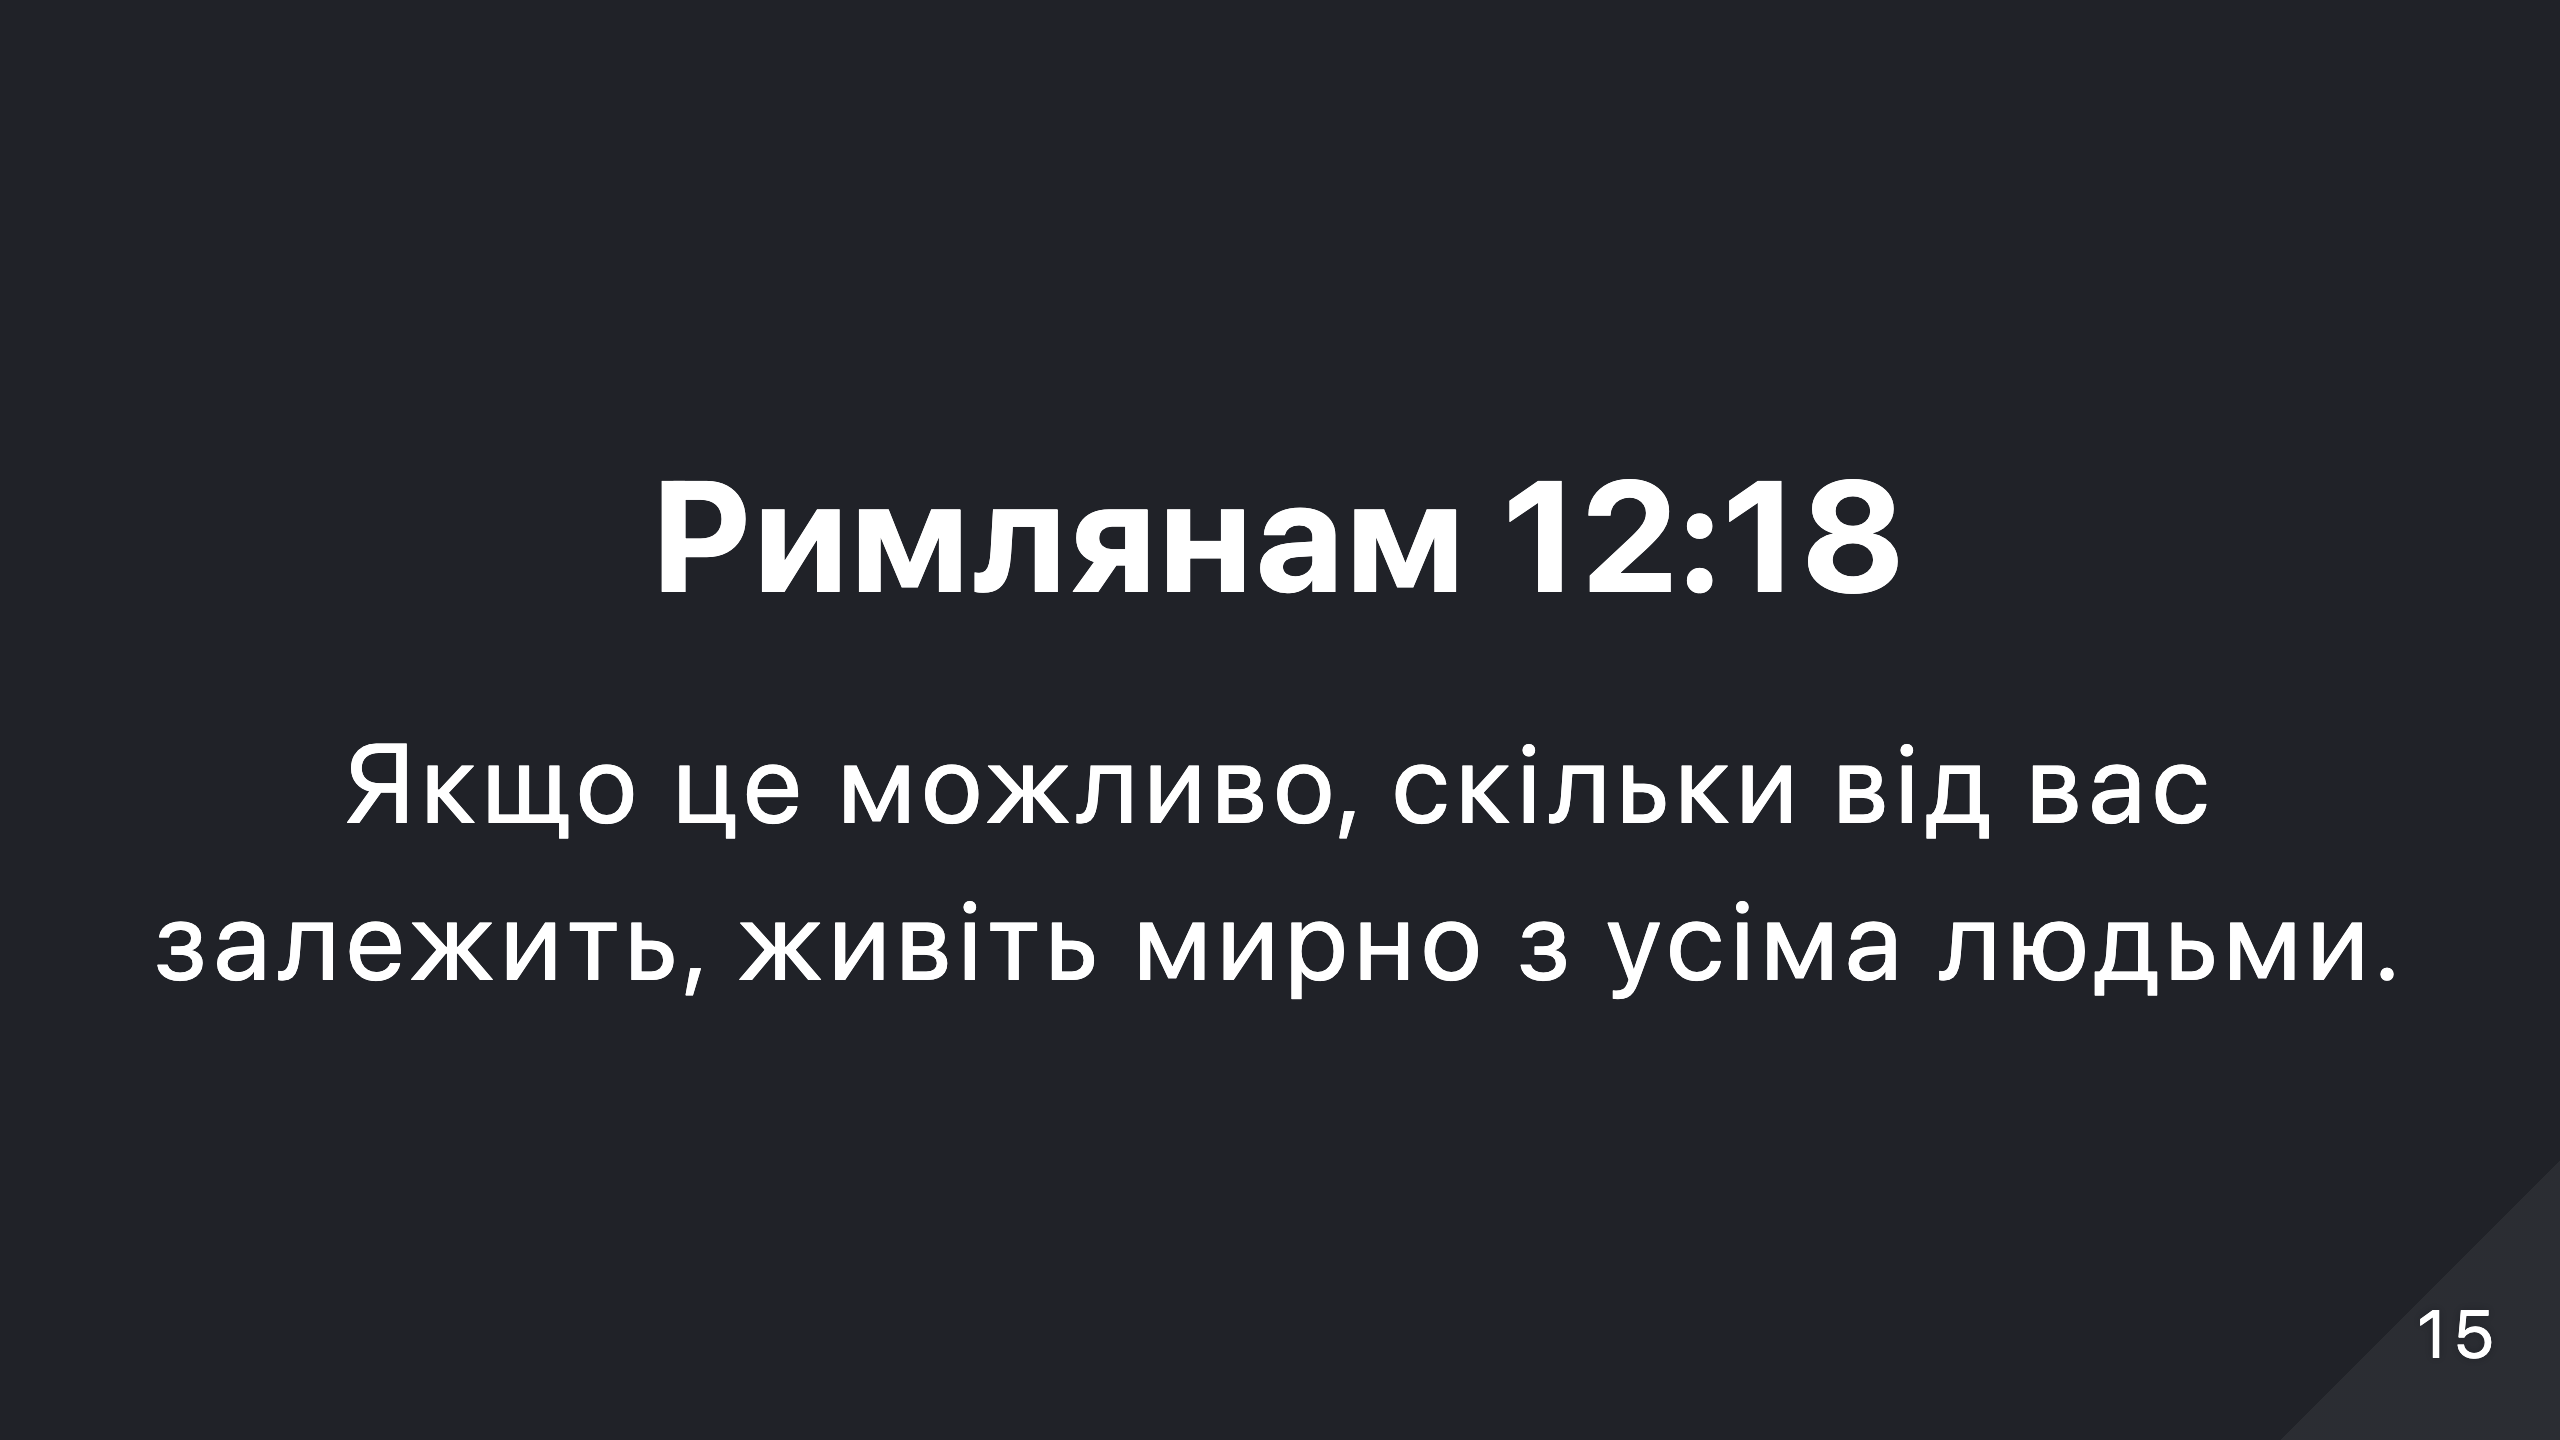 Римлянам 12:18
Якщо це можливо, скільки від вас
залежить, живіть мирно з усіма людьми.
15